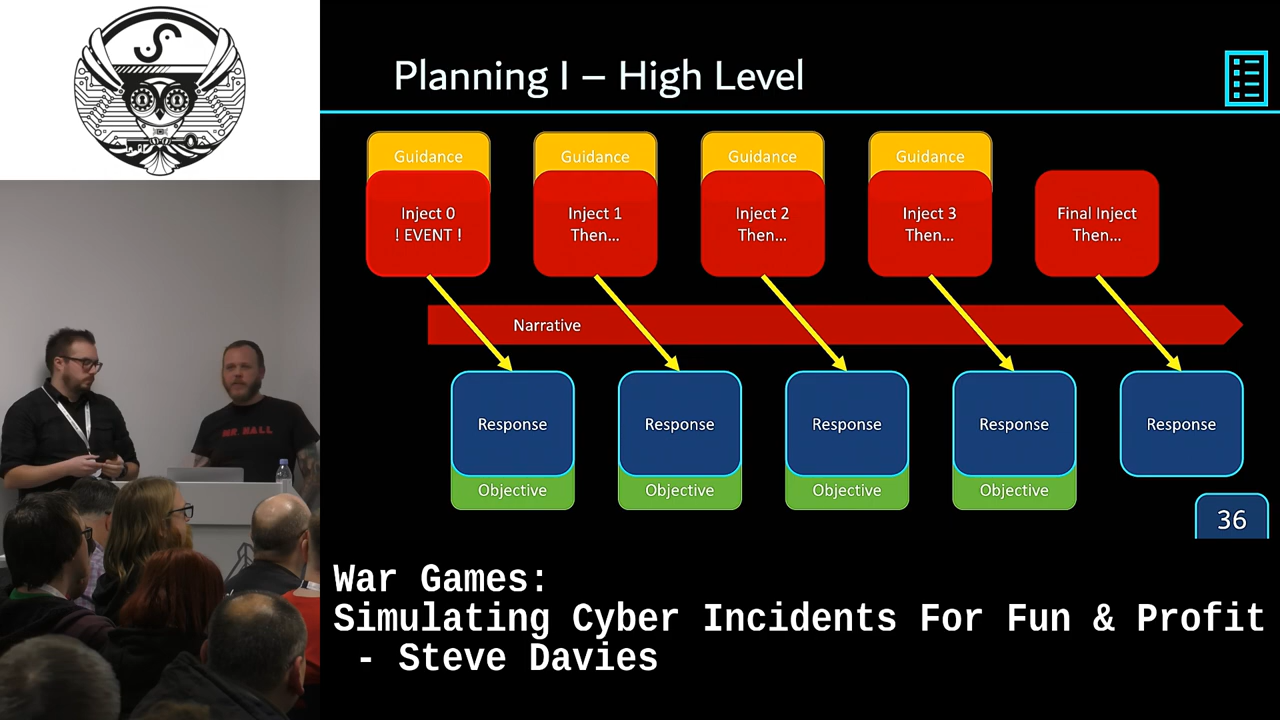 Planning I – High Level
Guidance
Guidance
Guidance
Guidance
Inject 0
! EVENT !
Inject 1
Then...
Inject 2
Then...
Inject 3
Then...
Final Inject
Then...
Narrative
Response
Response
Response
Response
Response
Objective
Objective
Objective
Objective
36
MR. HALL
War Games:
Simulating Cyber Incidents For Fun & Profit
- Steve Davies